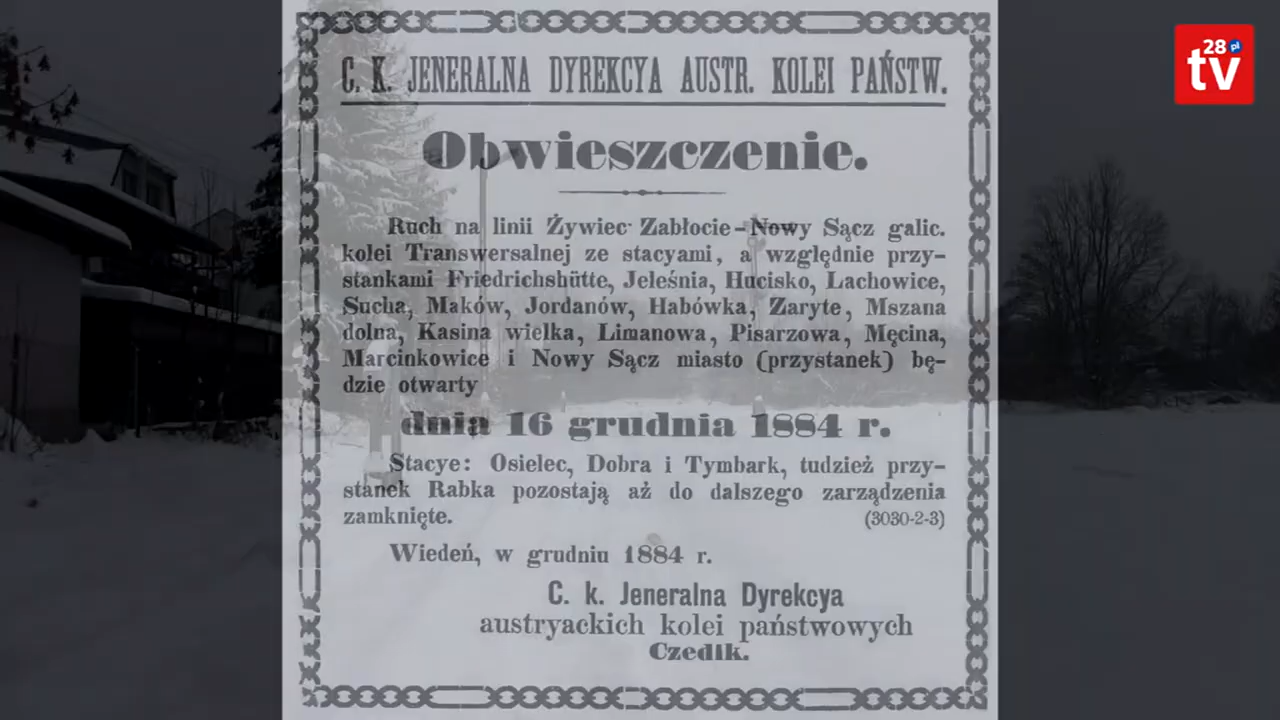 28 pl
tv
C. K. JENERALNA DYREKCYA AUSTR. KOLEI PAŃSTW.
Obwieszczenie.
Ruch na linii Żywiec-Zabłocie-Nowy Sącz galic.
kolei Transwersalnej ze stacyami, a względnie przy-
stankami Friedrichshütte, Jeleśnia, Hucisko, Lachowice,
Sucha, Maków, Jordanów, Habówka, Zaryte, Mszana
dolna, Kasina wielka, Limanowa, Pisarzowa, Męcina,
Marcinkowice i Nowy Sącz miasto (przystanek) bę-
dzie otwarty
dnia 16 grudnia 1884 r.
Stacye: Osielec, Dobra i Tymbark, tudzież przy-
stanek Rabka pozostają aż do dalszego zarządzenia
zamknięte. (3030-2-3)
Wiedeń, w grudniu 1884 r.
C. k. Jeneralna Dyrekcya
austryackich kolei państwowych
Czedik.